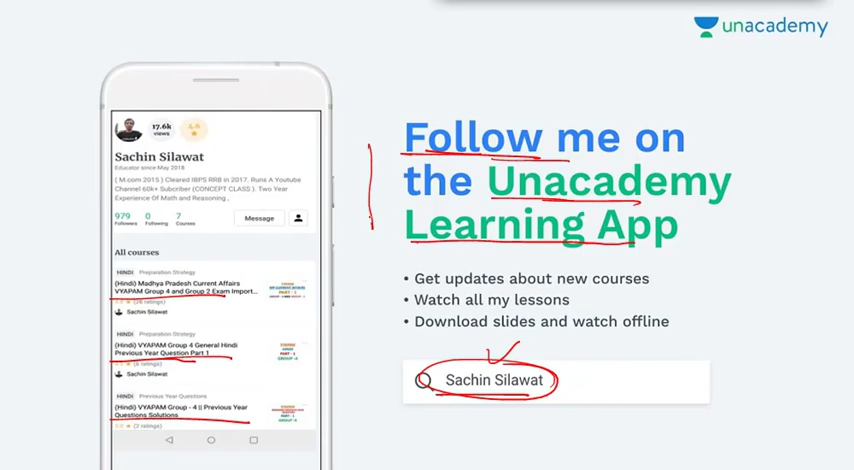 unacademy
17.6k
views
Sachin Silawat
Educator since May 2018
( M.com 2015 ) Cleared IBPS RRB in 2017. Runs A Youtube
Channel 60k+ Subcriber (CONCEPT CLASS ). Two Year
Experience Of Math and Reasoning ,
979 0 7
Followers Following Courses
Message
All courses
HINDI Preparation Strategy
(Hindi) Madhya Pradesh Current Affairs
VYAPAM Group 4 and Group 2 Exam Import...
Sachin Silawat
HINDI Preparation Strategy
(Hindi) VYAPAM Group 4 General Hindi
Previous Year Question Part 1
(6 ratings)
Sachin Silawat
HINDI Previous Year Questions
(Hindi) VYAPAM Group - 4 || Previous Year
Questions Solutions
(7 ratings)
Follow me on
the Unacademy
Learning App
• Get updates about new courses
• Watch all my lessons
• Download slides and watch offline
Sachin Silawat